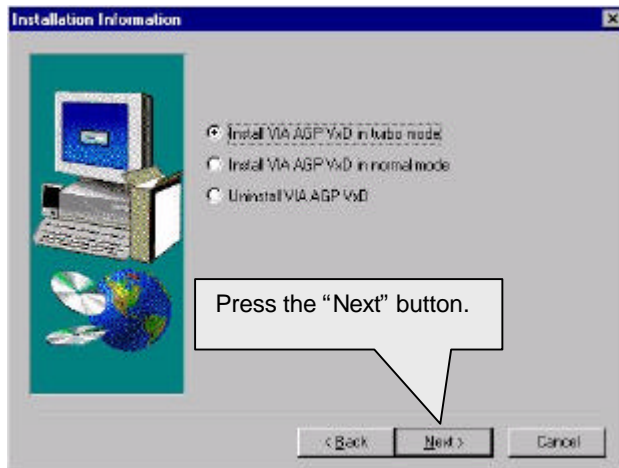 Installation Information
Install VIA AGP VxD in turbo mode
Install VIA AGP VxD in normal mode
Uninstall VIA AGP VxD
Press the “Next” button.
< Back
Next >
Cancel